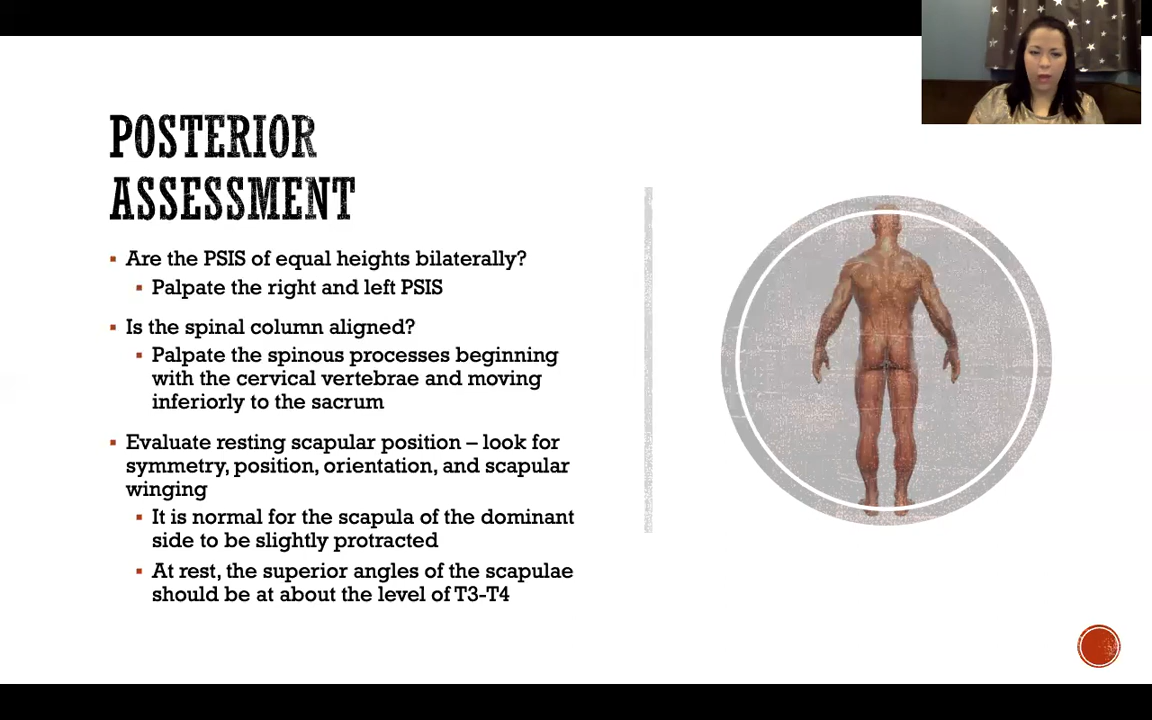 POSTERIOR
ASSESSMENT
▪ Are the PSIS of equal heights bilaterally?
▪ Palpate the right and left PSIS
▪ Is the spinal column aligned?
▪ Palpate the spinous processes beginning
with the cervical vertebrae and moving
inferiorly to the sacrum
▪ Evaluate resting scapular position – look for
symmetry, position, orientation, and scapular
winging
▪ It is normal for the scapula of the dominant
side to be slightly protracted
▪ At rest, the superior angles of the scapulae
should be at about the level of T3-T4